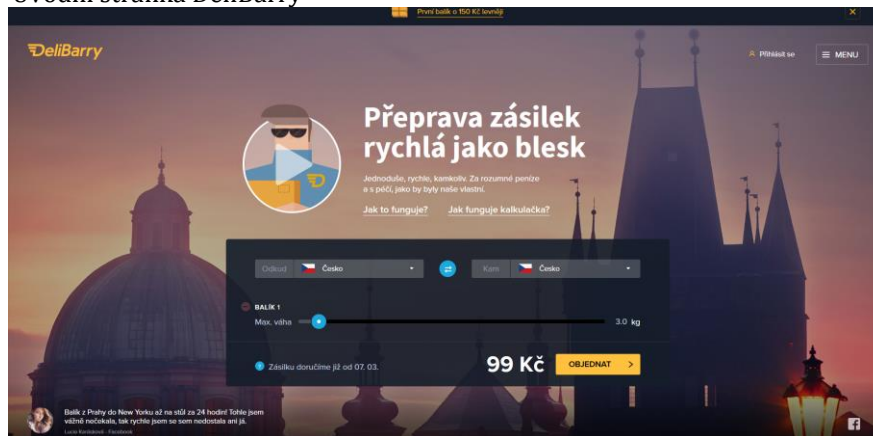 Úvodní stránka DeliBarry
První balík o 150 Kč levněji
DeliBarry
Přihlásit se
MENU
Přeprava zásilek
rychlá jako blesk
Jednoduše, rychle, kamkoliv. Za rozumné peníze
a s péčí, jako by byly naše vlastní.
Jak to funguje? Jak funguje kalkulačka?
Odkud Česko Kam Česko
BALÍK 1
Max. váha 3.0 kg
Zásilku doručíme již od 07. 03. 99 Kč OBJEDNAT
Balík z Prahy do New Yorku až na stůl za 24 hodin! Tohle jsem
vážně nečekala, tak rychle jsem se sem nedostala ani já.